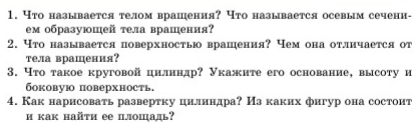 1. Что называется телом вращения? Что называется осевым сечени-
ем образующей тела вращения?
2. Что называется поверхностью вращения? Чем она отличается от
тела вращения?
3. Что такое круговой цилиндр? Укажите его основание, высоту и
боковую поверхность.
4. Как нарисовать развертку цилиндра? Из каких фигур она состоит
и как найти ее площадь?